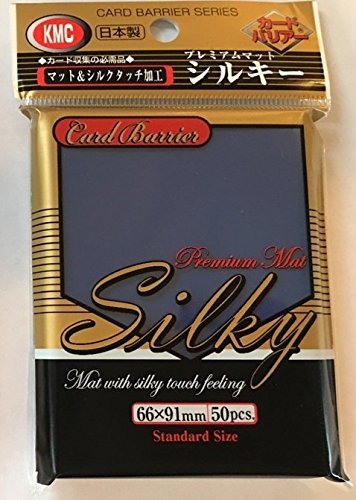 CARD BARRIER SERIES
KMC
日本製
カード
バリアー
◆カード収集の必需品◆
プレミアムマット
マット&シルクタッチ加工
シルキー
Card Barrier
Premium Mat
Silky
Mat with silky touch feeling
66×91mm 50pcs.
Standard Size